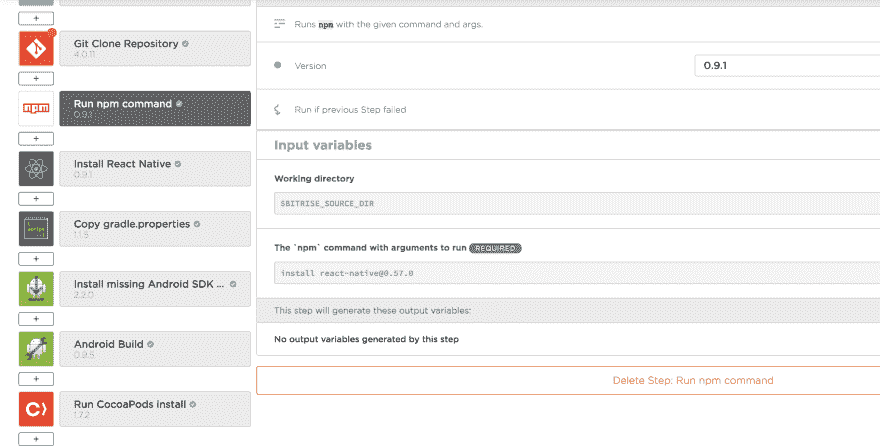 Git Clone Repository
4.0.11
Run npm command
0.9.1
Install React Native
0.9.1
Copy gradle.properties
1.1.5
Install missing Android SDK ...
2.2.0
Android Build
0.9.5
Run CocoaPods install
1.7.2
Runs npm with the given command and args.
Version
0.9.1
Run if previous Step failed
Input variables
Working directory
$BITRISE_SOURCE_DIR
The `npm` command with arguments to run REQUIRED
install react-native@0.57.0
This step will generate these output variables:
No output variables generated by this step
Delete Step: Run npm command